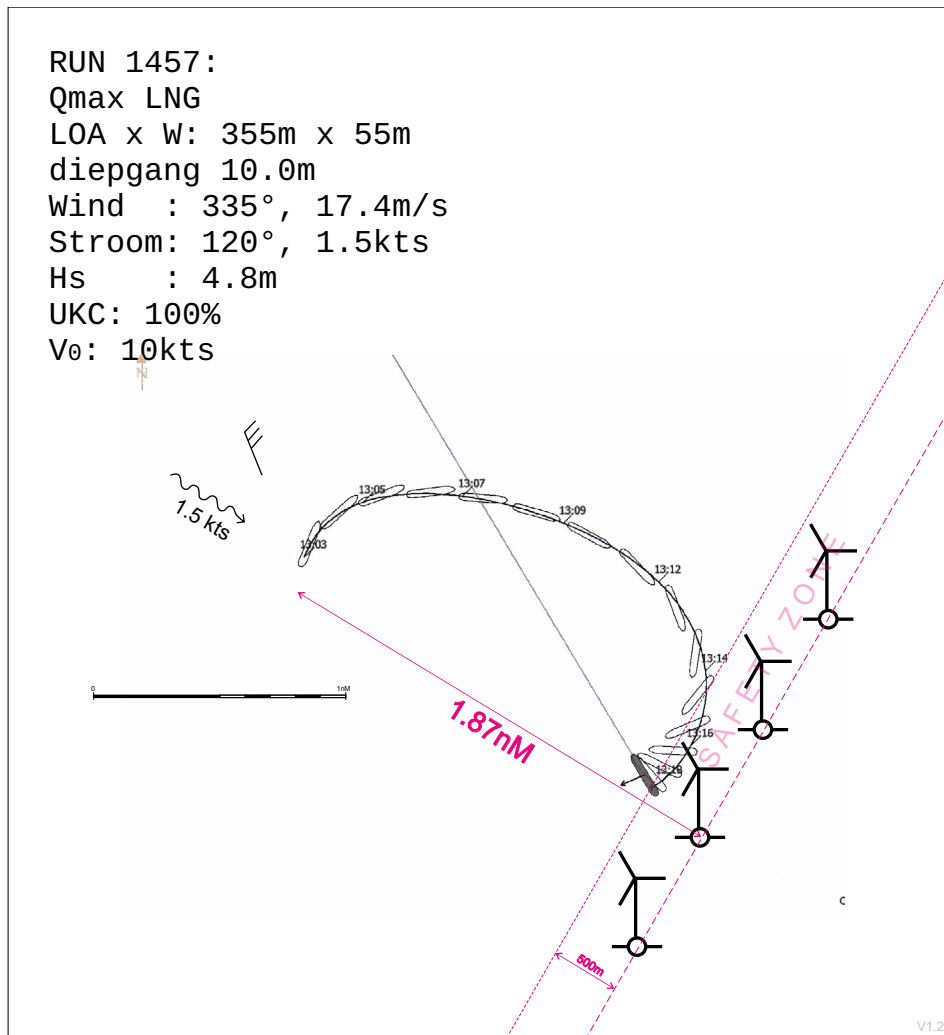 RUN 1457:
Qmax LNG
LOA x W: 355m x 55m
diepgang 10.0m
Wind  : 335°, 17.4m/s
Stroom: 120°, 1.5kts
Hs    : 4.8m
UKC: 100%
V0: 10kts
N
1.5 kts
13:03
13:05
13:07
13:09
13:12
13:14
13:16
13:18
0
1nM
1.87nM
SAFETY ZONE
500m
V1.2